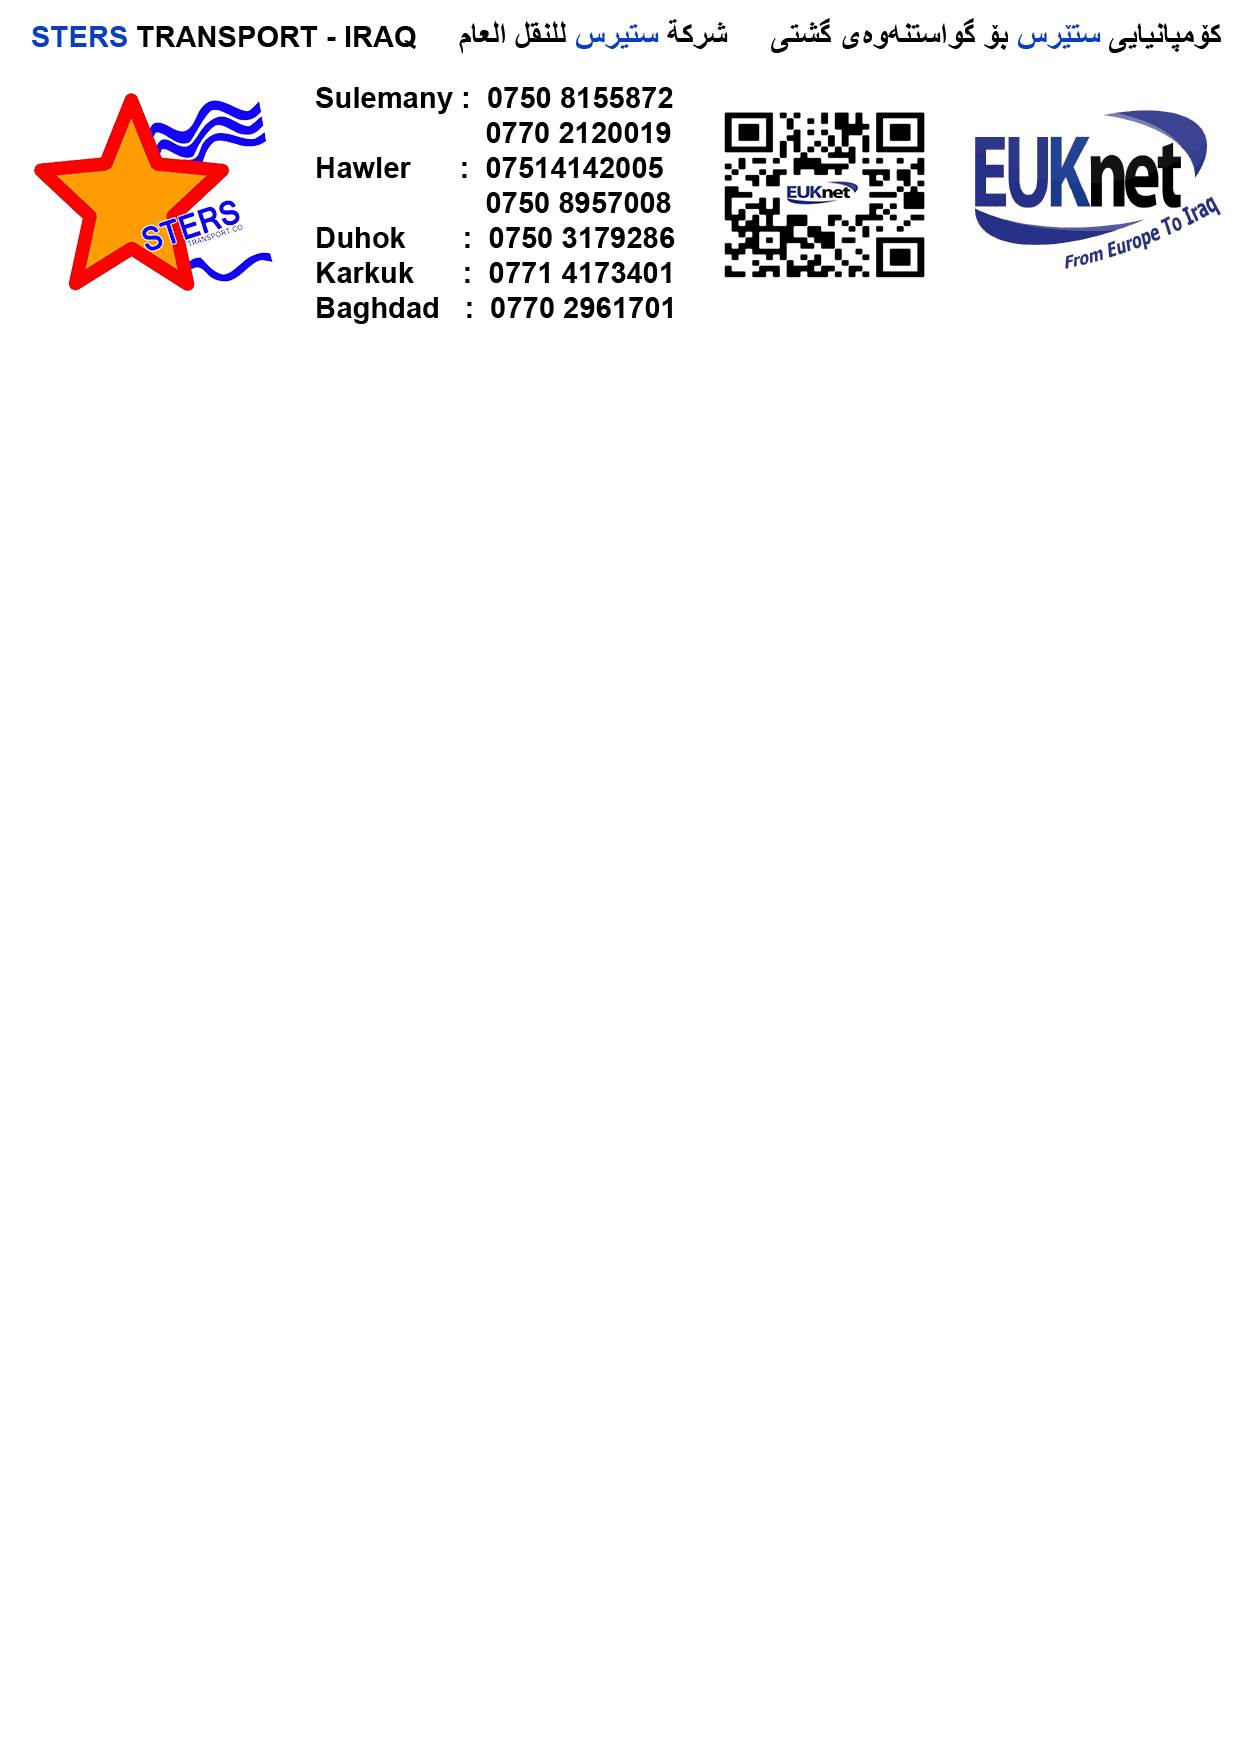 STERS TRANSPORT - IRAQ شركة ستيرس للنقل العام كۆمپانیایی ستێرس بۆ گواستنەوەی گشتی
STERS
TRANSPORT.CO
Sulemany : 0750 8155872
0770 2120019
Hawler : 07514142005
0750 8957008
Duhok : 0750 3179286
Karkuk : 0771 4173401
Baghdad : 0770 2961701
EUKnet
EUKnet
From Europe To Iraq